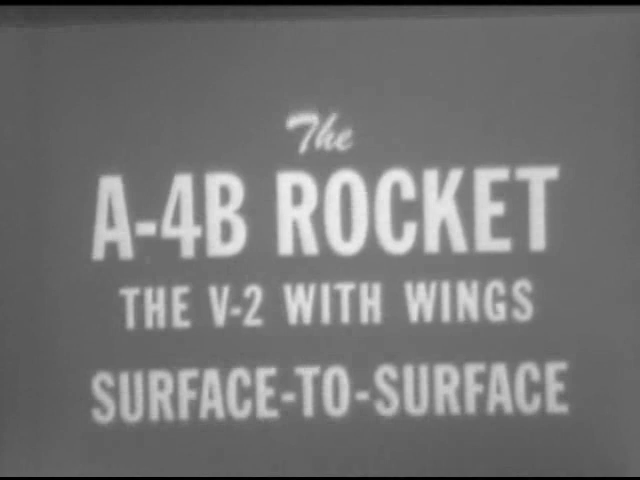 The
A-4B ROCKET
THE V-2 WITH WINGS
SURFACE-TO-SURFACE